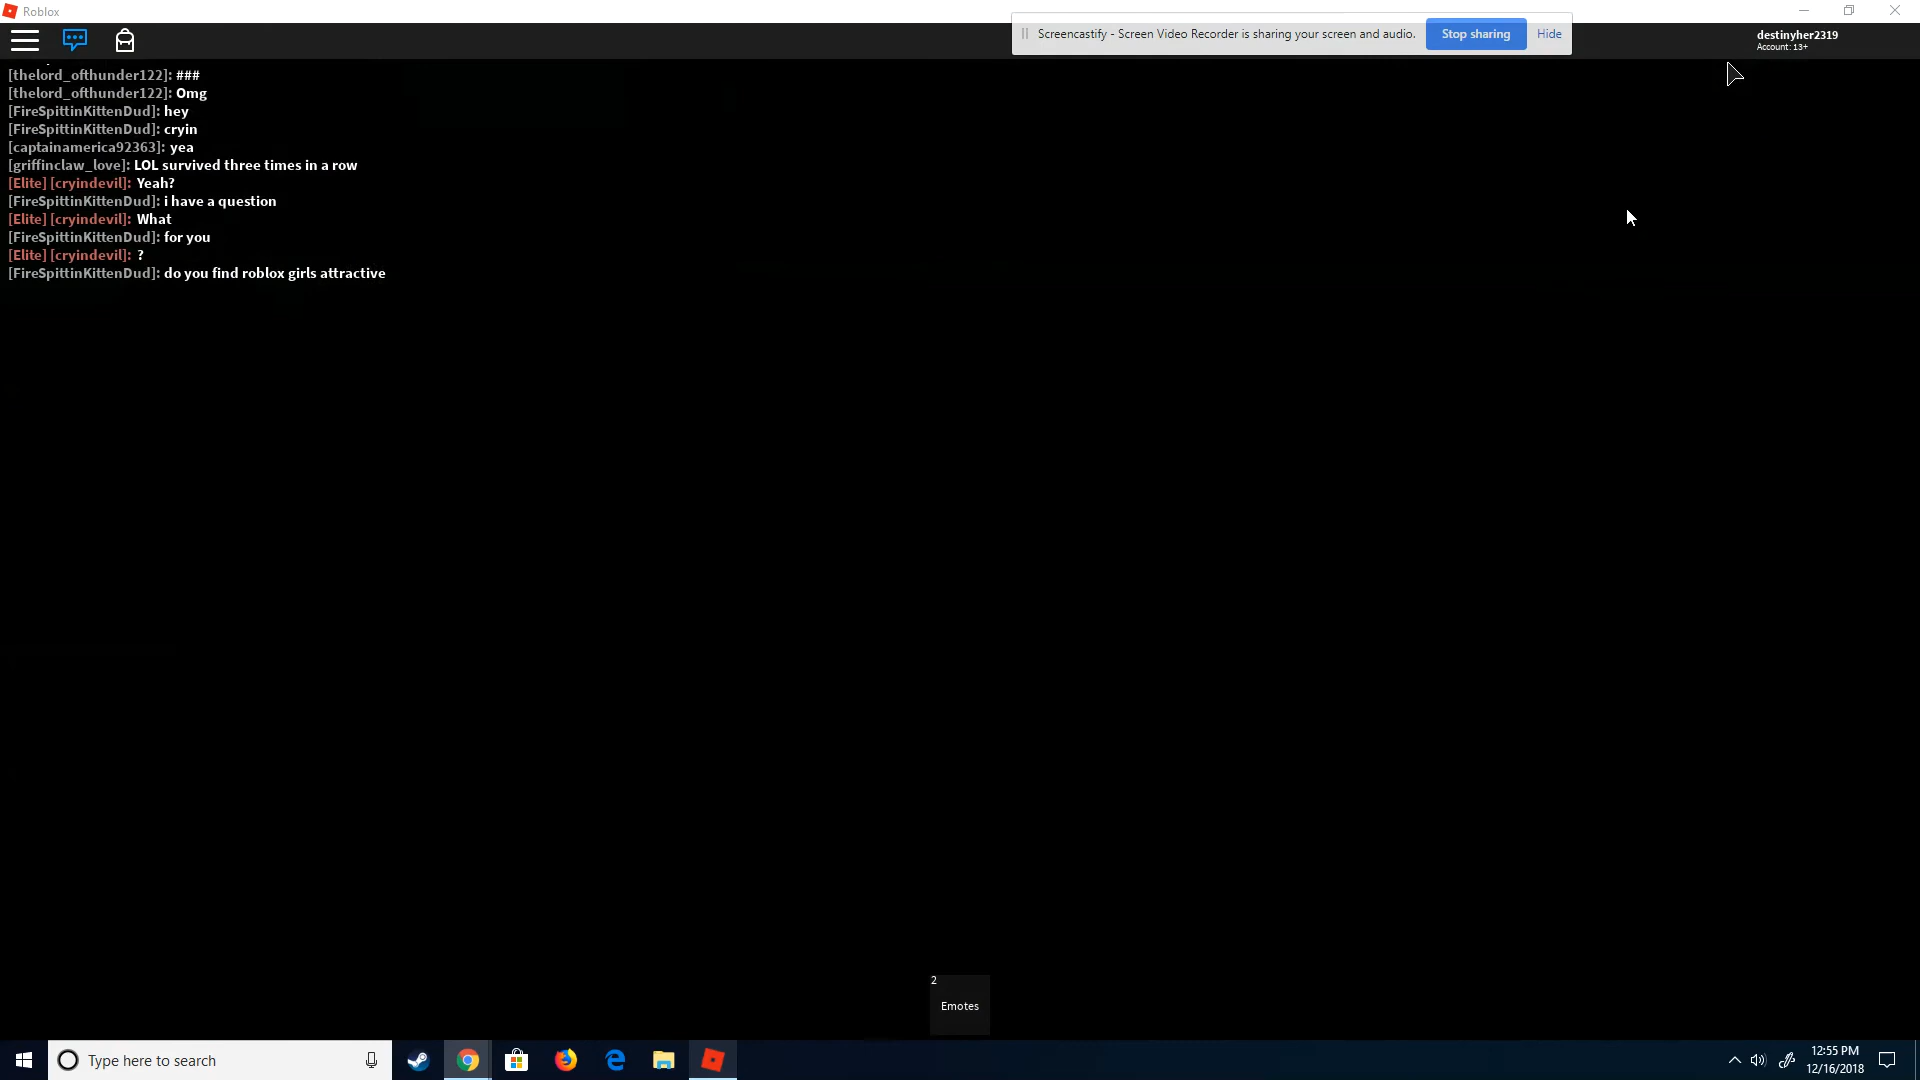 Roblox
Screencastify - Screen Video Recorder is sharing your screen and audio.
Stop sharing
Hide
destinyher2319
Account: 13+
[thelord_ofthunder122]: ###
[thelord_ofthunder122]: Omg
[FireSpittinKittenDud]: hey
[FireSpittinKittenDud]: cryin
[captainamerica92363]: yea
[griffinclaw_love]: LOL survived three times in a row
[Elite] [cryindevil]: Yeah?
[FireSpittinKittenDud]: i have a question
[Elite] [cryindevil]: What
[FireSpittinKittenDud]: for you
[Elite] [cryindevil]: ?
[FireSpittinKittenDud]: do you find roblox girls attractive
2
Emotes
Type here to search
12:55 PM
12/16/2018